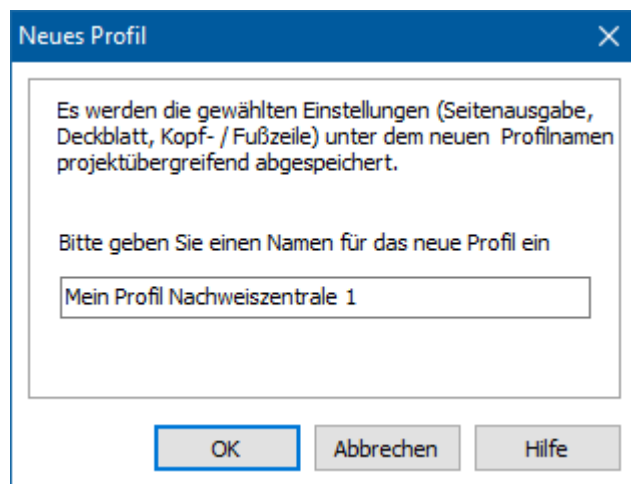 Neues Profil
Es werden die gewählten Einstellungen (Seitenausgabe,
Deckblatt, Kopf- / Fußzeile) unter dem neuen  Profilnamen
projektübergreifend abgespeichert.
Bitte geben Sie einen Namen für das neue Profil ein
Mein Profil Nachweiszentrale 1
OK Abbrechen Hilfe